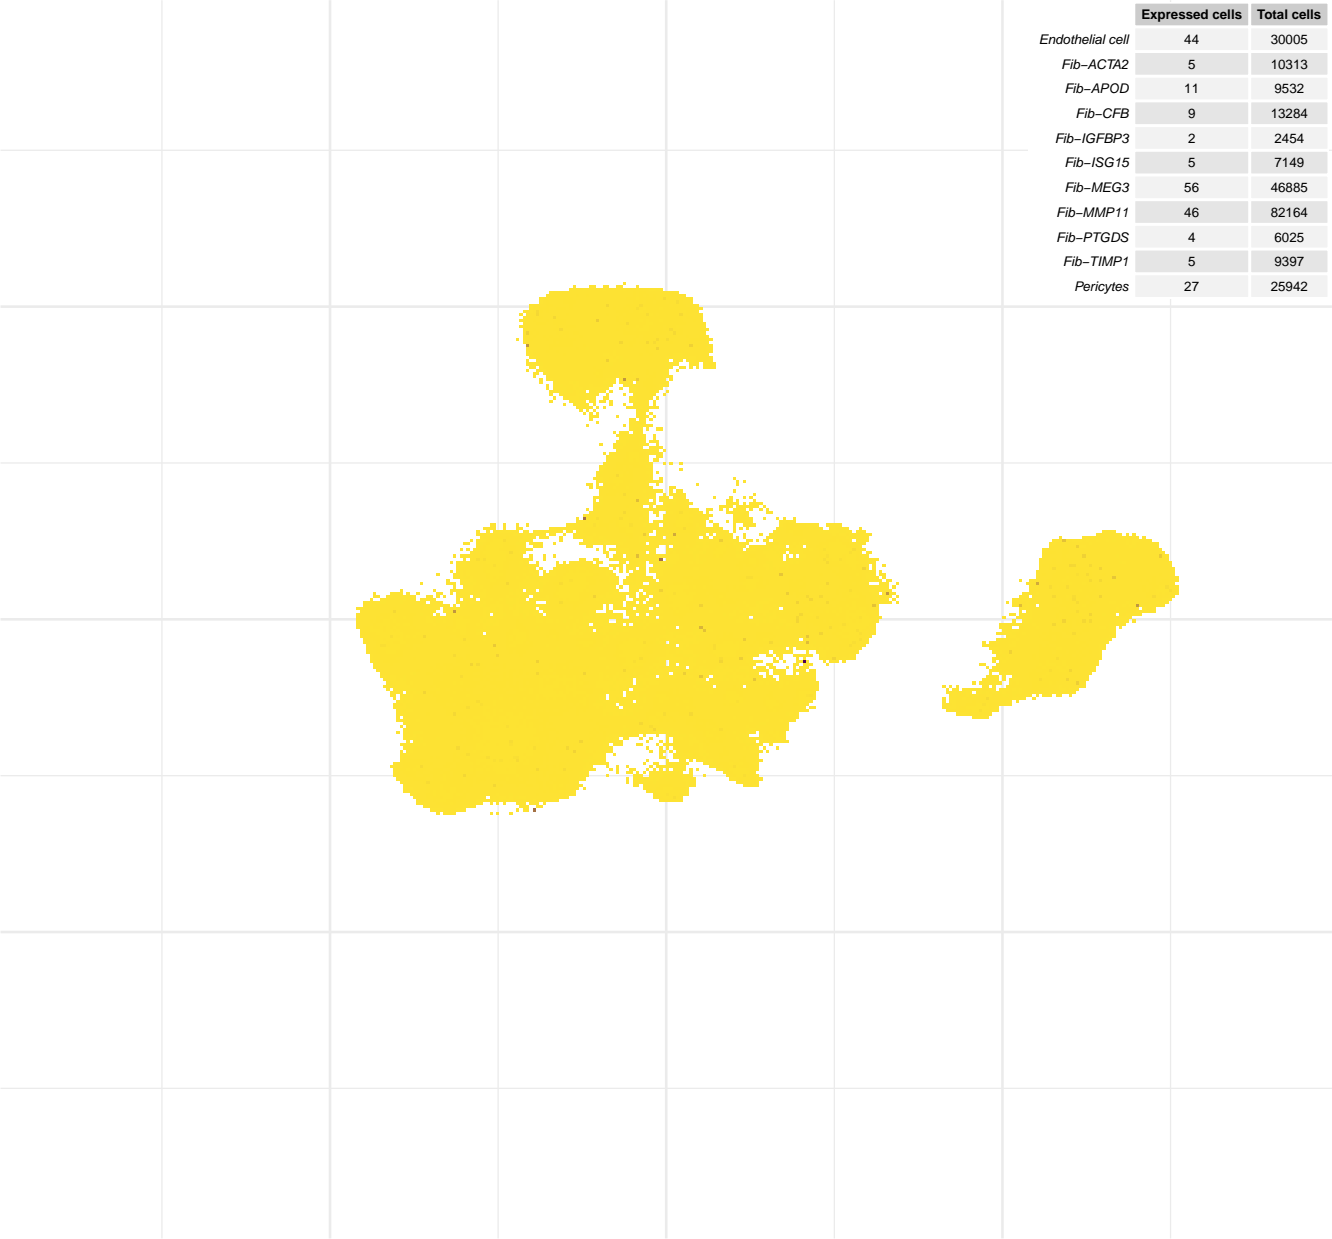 Expressed cells Total cells
Endothelial cell 44 30005
Fib−ACTA2 5 10313
Fib−APOD 11 9532
Fib−CFB 9 13284
Fib−IGFBP3 2 2454
Fib−ISG15 5 7149
Fib−MEG3 56 46885
Fib−MMP11 46 82164
Fib−PTGDS 4 6025
Fib−TIMP1 5 9397
Pericytes 27 25942